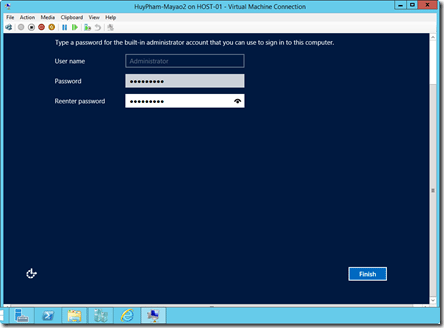 HuyPham-Mayao2 on HOST-01 - Virtual Machine Connection
File Action Media Clipboard View Help
Type a password for the built-in administrator account that you can use to sign in to this computer.
User name Administrator
Password
Reenter password
Finish